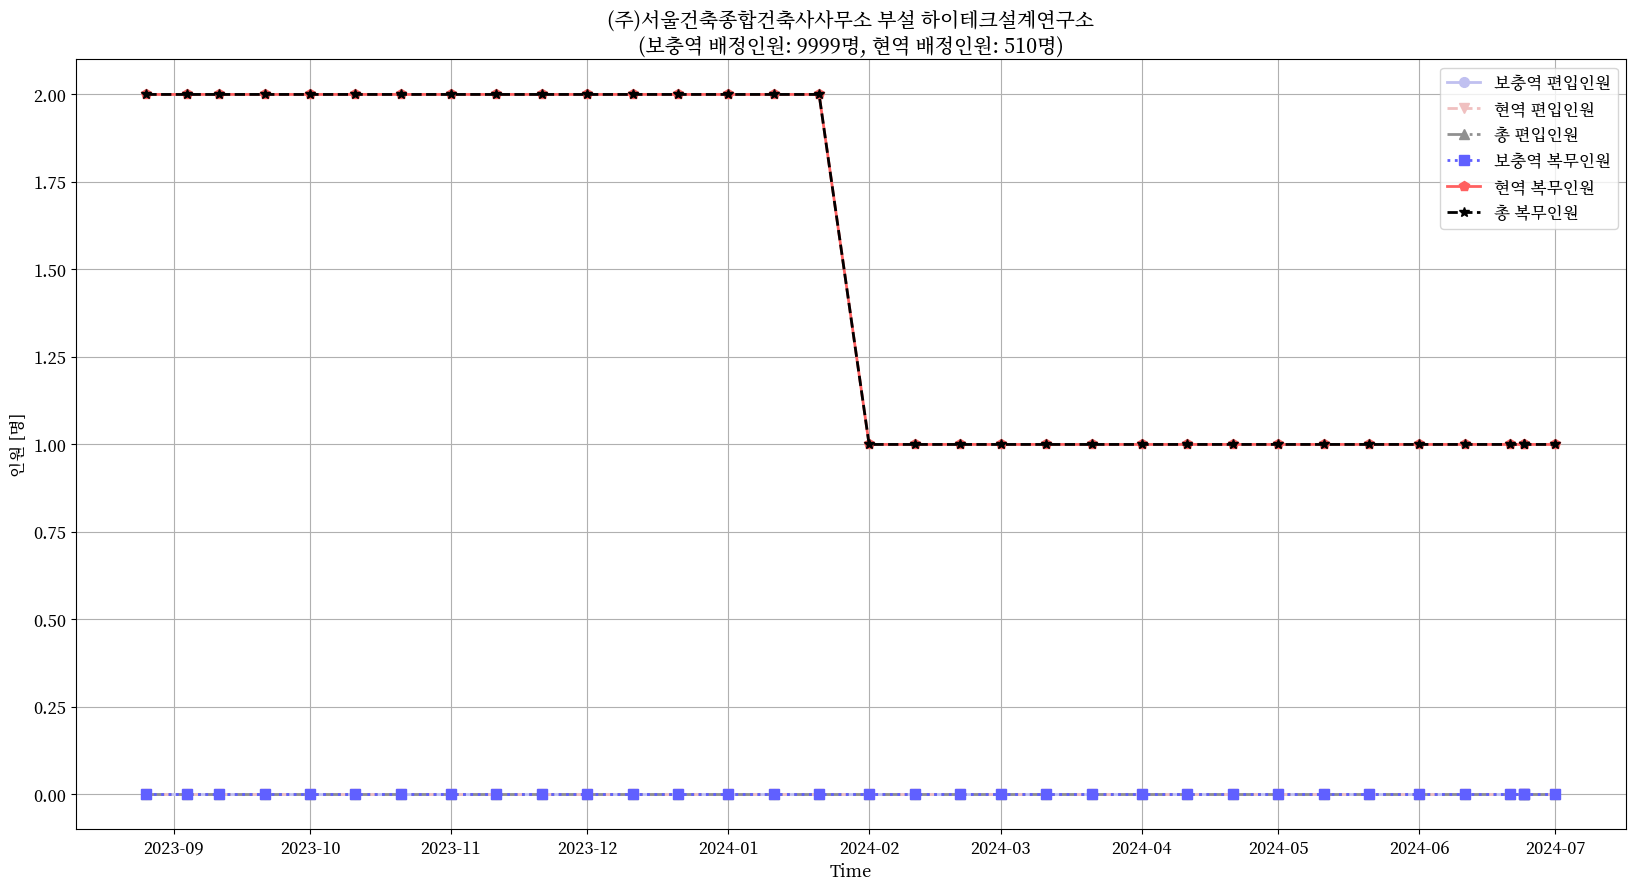 (주)서울건축종합건축사사무소 부설 하이테크설계연구소
(보충역 배정인원: 9999명, 현역 배정인원: 510명)
보충역 편입인원
현역 편입인원
총 편입인원
보충역 복무인원
현역 복무인원
총 복무인원
2.00
1.75
1.50
1.25
1.00
0.75
0.50
0.25
0.00
인원 [명]
2023-09 2023-10 2023-11 2023-12 2024-01 2024-02 2024-03 2024-04 2024-05 2024-06 2024-07
Time